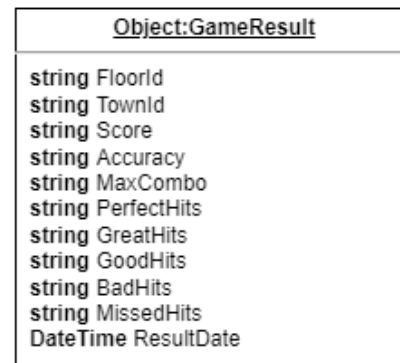 Object:GameResult
string FloorId
string TownId
string Score
string Accuracy
string MaxCombo
string PerfectHits
string GreatHits
string GoodHits
string BadHits
string MissedHits
DateTime ResultDate